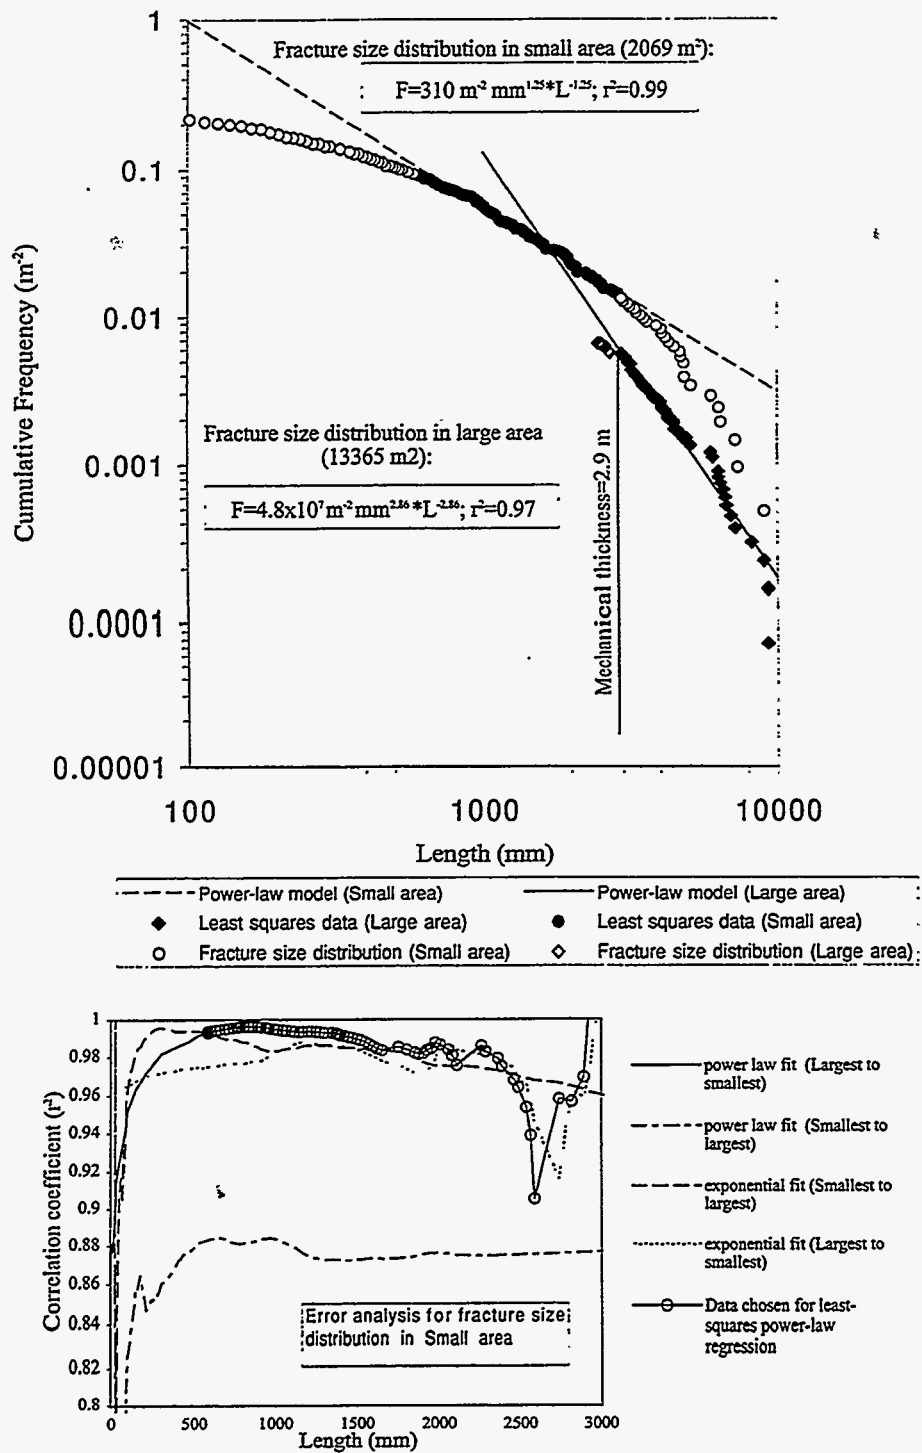 1
Fracture size distribution in small area (2069 m²):
F=310 m⁻² mm¹·²⁵*L⁻¹·²⁵; r²=0.99
0.1
0.01
Cumulative Frequency (m⁻²)
Fracture size distribution in large area
(13365 m2):
0.001
F=4.8x10⁷ m⁻² mm²·⁸⁶ *L⁻²·⁸⁶; r²=0.97
Mechanical thickness=2.9 m
0.0001
0.00001
100 1000 10000
Length (mm)
Power-law model (Small area) Power-law model (Large area)
Least squares data (Large area) Least squares data (Small area)
Fracture size distribution (Small area) Fracture size distribution (Large area)
1
0.98
0.96
0.94
0.92
0.9
0.88
0.86
0.84
0.82
0.8
Correlation coefficient (r²)
Error analysis for fracture size
distribution in Small area
0 500 1000 1500 2000 2500 3000
Length (mm)
power law fit (Largest to
smallest)
power law fit (Smallest to
largest)
exponential fit (Smallest to
largest)
exponential fit (Largest to
smallest)
Data chosen for least-
squares power-law
regression